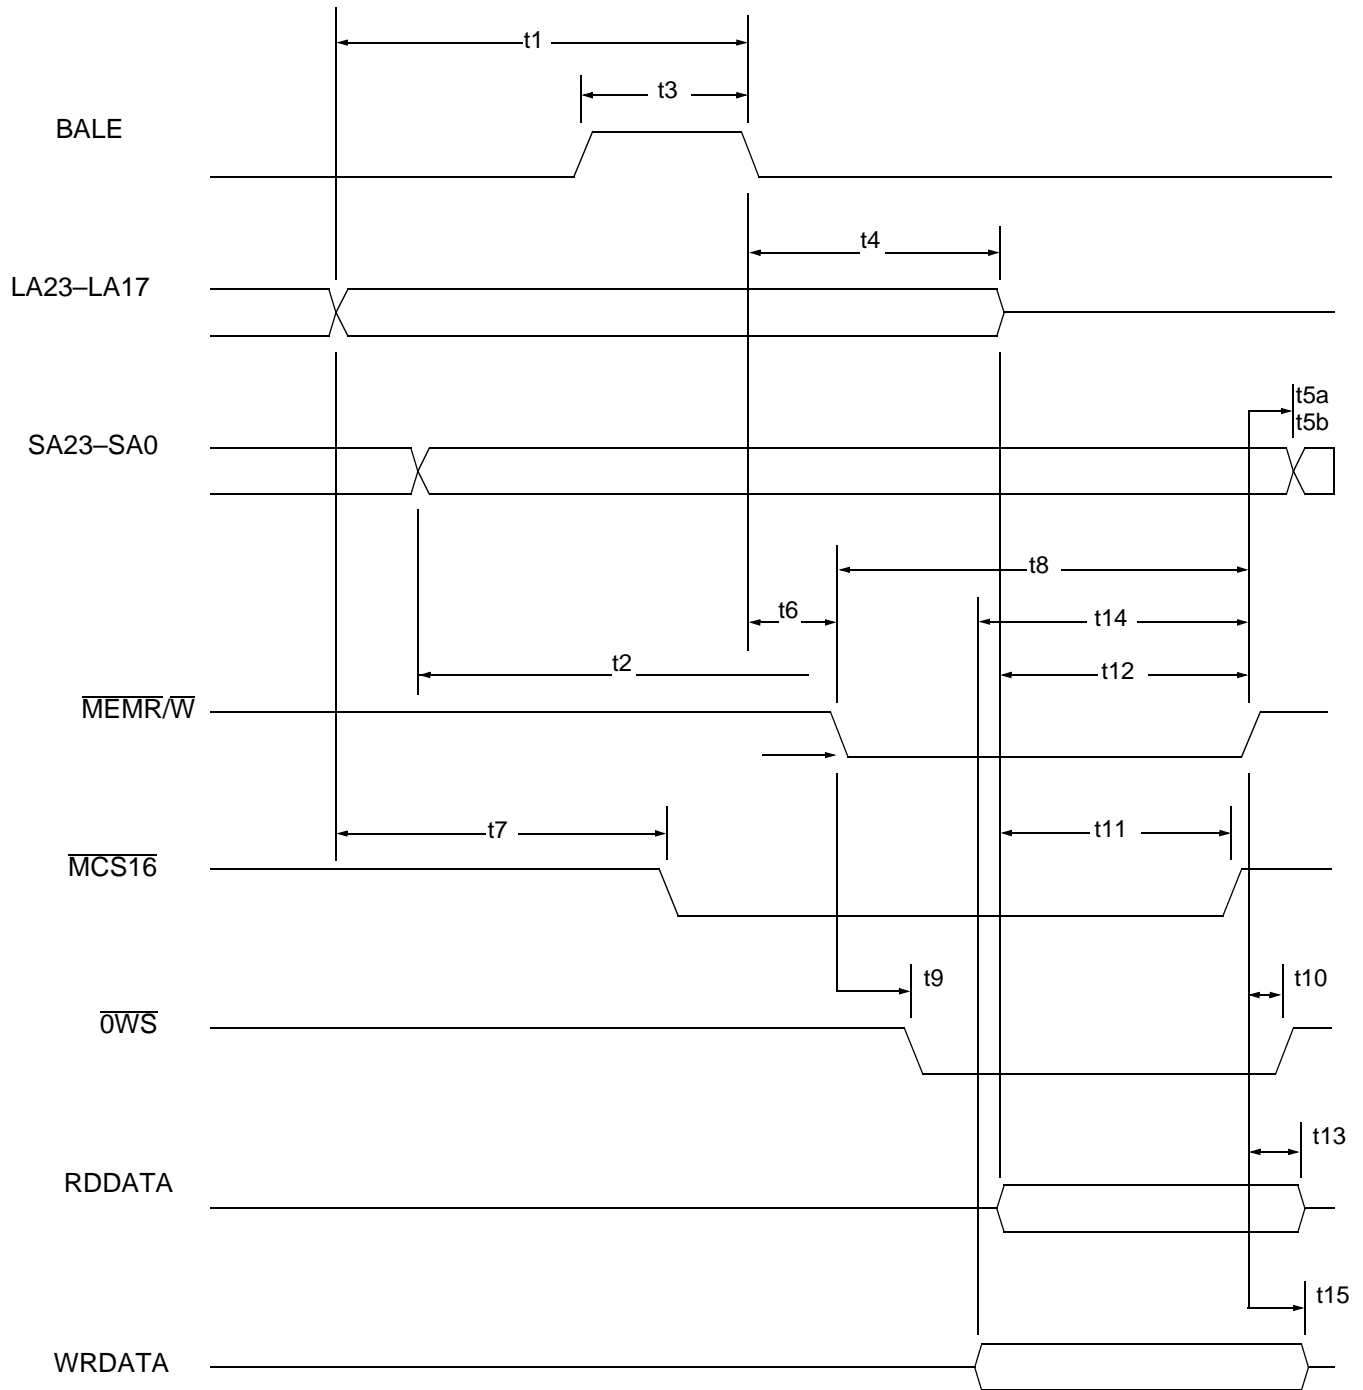 t1
t3
BALE
t4
LA23–LA17
t5a
t5b
SA23–SA0
t8
t6
t14
t2
t12
MEMR/W
t7
t11
MCS16
t9
t10
0WS
t13
RDDATA
t15
WRDATA